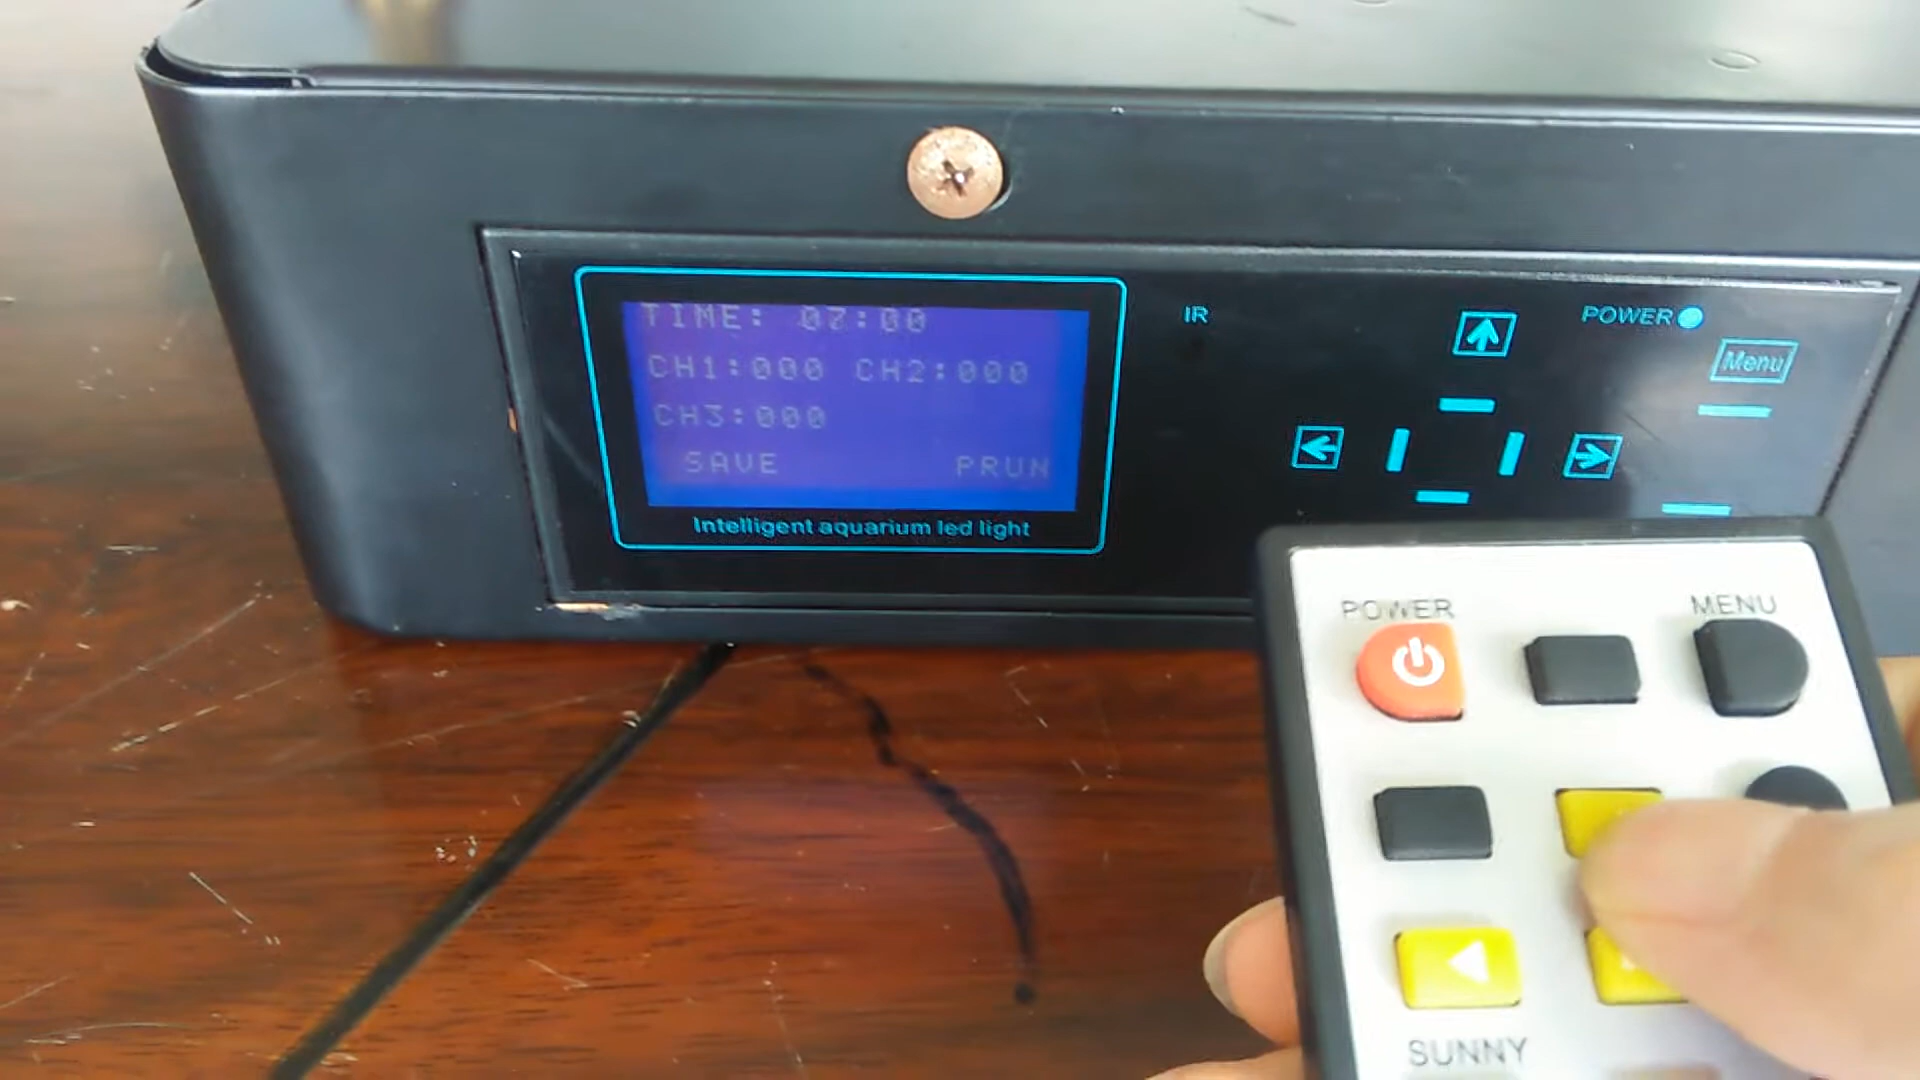 TIME: 07:00
CH1:000 CH2:000
CH3:000
SAVE PRUN
Intelligent aquarium led light
IR
POWER
Menu
POWER
MENU
SUNNY